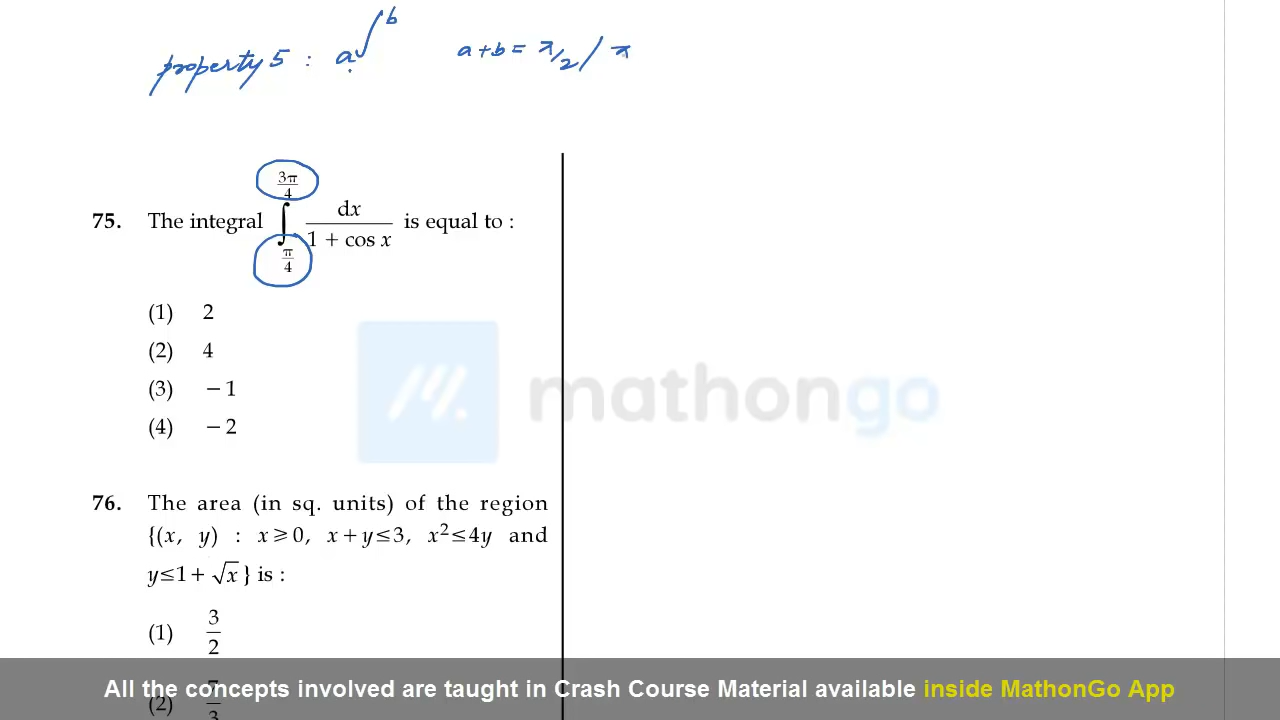 property 5 : a∫b a+b = π/2 / π
75. The integral ∫ π/4 3π/4 dx/(1 + cos x) is equal to :
(1) 2
(2) 4
(3) −1
(4) −2
mathongo
76. The area (in sq. units) of the region
{(x, y) : x ⩾ 0, x + y ≤ 3, x² ≤ 4y and
y ≤ 1 + √x } is :
(1) 3/2
All the concepts involved are taught in Crash Course Material available inside MathonGo App
(2)